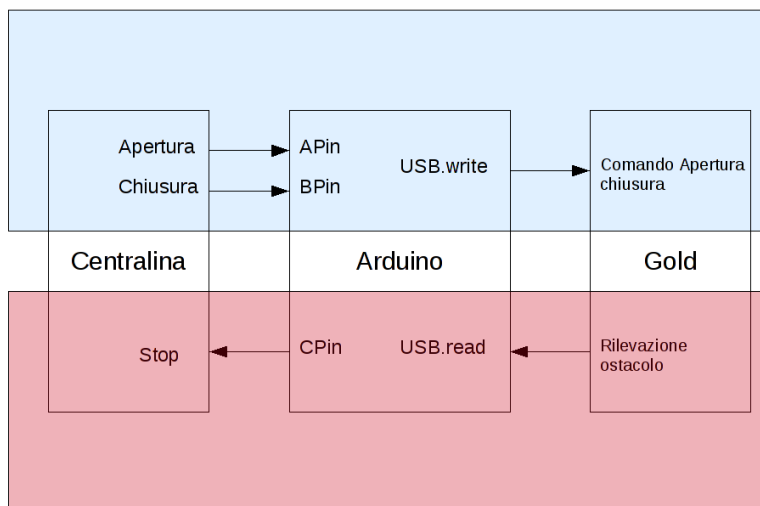 Apertura
APin
Chiusura
BPin
USB.write
Comando Apertura
chiusura
Centralina
Arduino
Gold
Stop
CPin
USB.read
Rilevazione
ostacolo